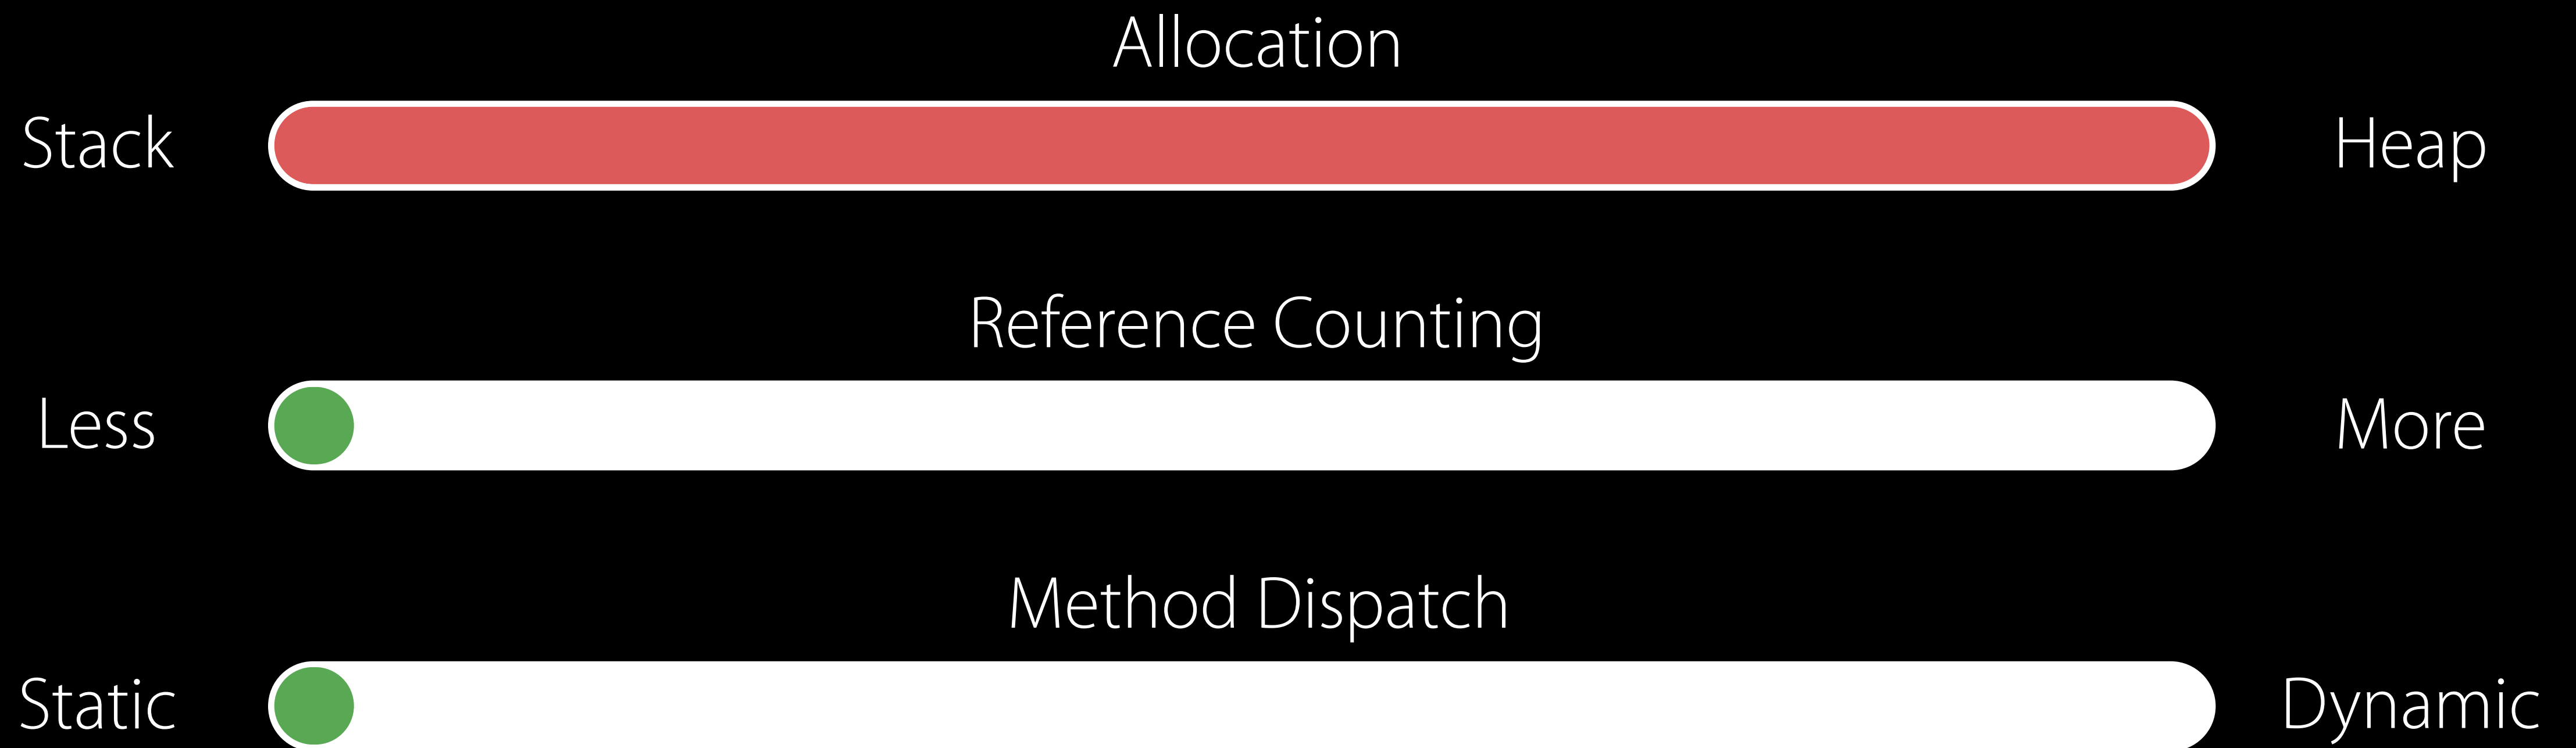 Allocation
Stack Heap
Reference Counting
Less More
Method Dispatch
Static Dynamic